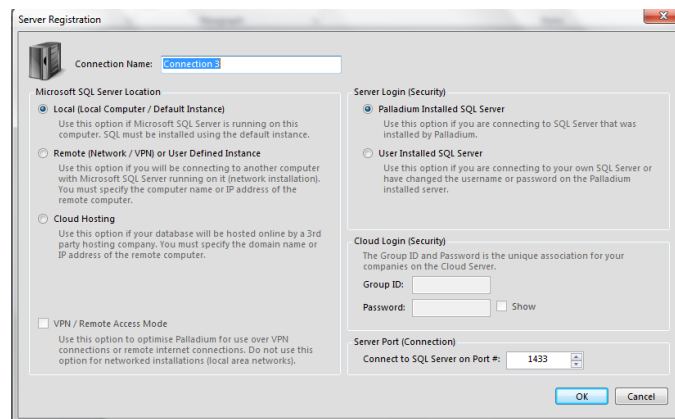 Server Registration
Connection Name: Connection 3
Microsoft SQL Server Location
Local (Local Computer / Default Instance)
Use this option if Microsoft SQL Server is running on this
computer. SQL must be installed using the default instance.
Remote (Network / VPN) or User Defined Instance
Use this option if you will be connecting to another computer
with Microsoft SQL Server running on it (network installation).
You must specify the computer name or IP address of the
remote computer.
Cloud Hosting
Use this option if your database will be hosted online by a 3rd
party hosting company. You must specify the domain name or
IP address of the remote computer.
VPN / Remote Access Mode
Use this option to optimise Palladium for use over VPN
connections or remote internet connections. Do not use this
option for networked installations (local area networks).
Server Login (Security)
Palladium Installed SQL Server
Use this option if you are connecting to SQL Server that was
installed by Palladium.
User Installed SQL Server
Use this option if you are connecting to your own SQL Server or
have changed the username or password on the Palladium
installed server.
Cloud Login (Security)
The Group ID and Password is the unique association for your
companies on the Cloud Server.
Group ID:
Password:
Show
Server Port (Connection)
Connect to SQL Server on Port #: 1433
OK
Cancel